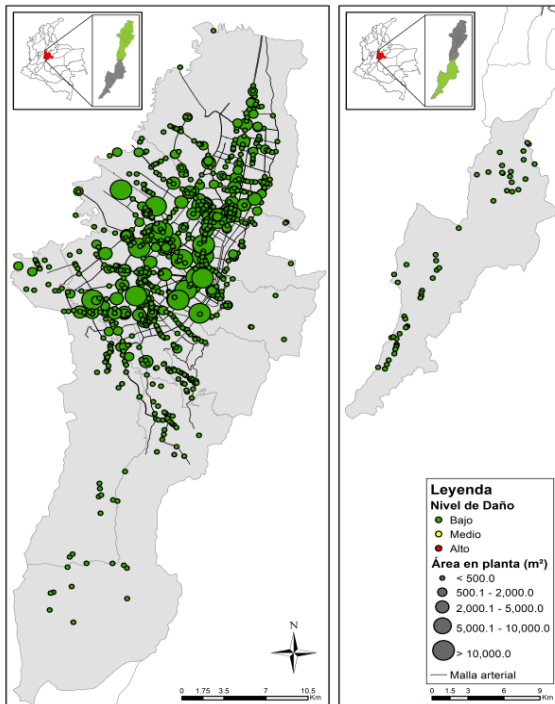 N
0 1.75 3.5 7 10.5
Km
Leyenda
Nivel de Daño
Bajo
Medio
Alto
Área en planta (m²)
< 500.0
500.1 - 2,000.0
2,000.1 - 5,000.0
5,000.1 - 10,000.0
> 10,000.0
Malla arterial
0 1.5 3 6 9
Km